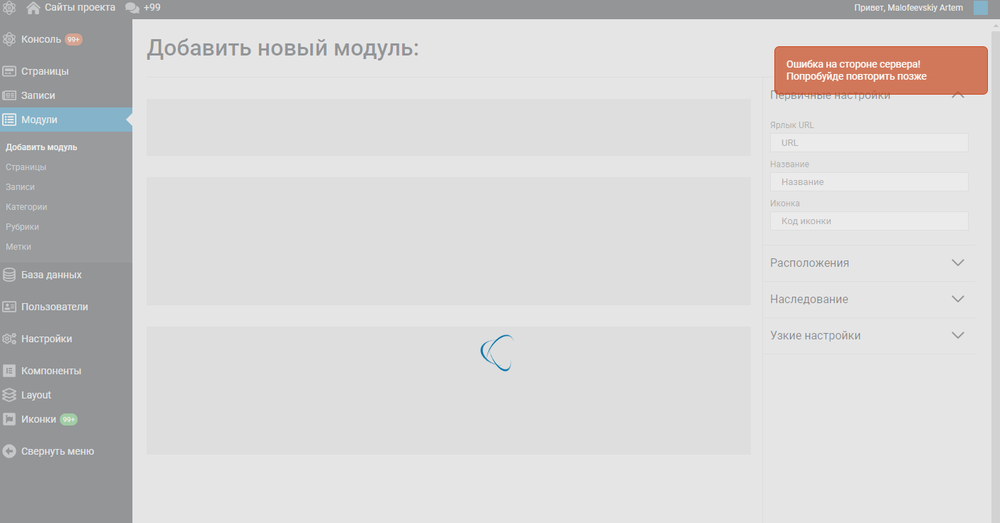 Сайты проекта
+99
Привет, Malofeevskiy Artem
Консоль 99+
Страницы
Записи
Модули
Добавить модуль
Страницы
Записи
Категории
Рубрики
Метки
База данных
Пользователи
Настройки
Компоненты
Layout
Иконки 99+
Свернуть меню
Добавить новый модуль:
Ошибка на стороне сервера!
Попробуйде повторить позже
Первичные настройки
Ярлык URL
URL
Название
Название
Иконка
Код иконки
Расположения
Наследование
Узкие настройки